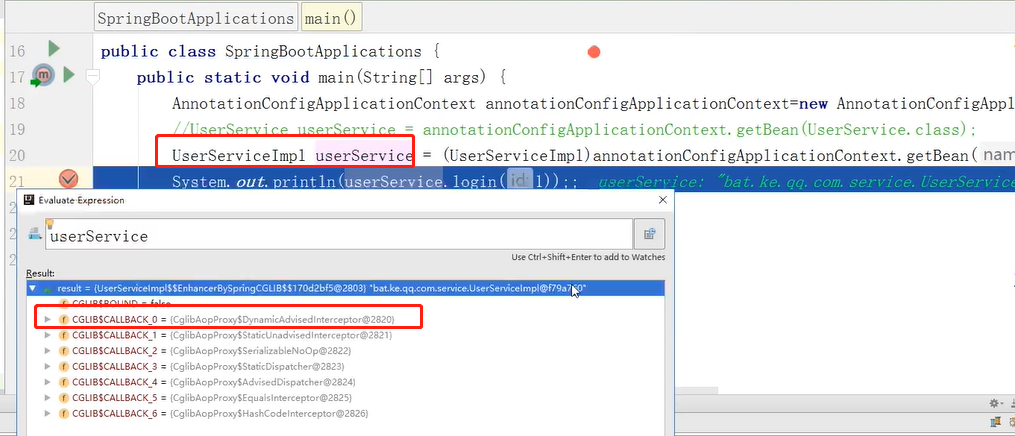 SpringBootApplications main()
16 public class SpringBootApplications {
17 public static void main(String[] args) {
18 AnnotationConfigApplicationContext annotationConfigApplicationContext=new AnnotationConfigAppl
19 //UserService userService = annotationConfigApplicationContext.getBean(UserService.class);
20 UserServiceImpl userService = (UserServiceImpl)annotationConfigApplicationContext.getBean( nam
21 System.out.println(userService.login( id: 1));; userService: "bat.ke.qq.com.service.UserService
Evaluate Expression
userService
Use Ctrl+Shift+Enter to add to Watches
Result:
result = {UserServiceImpl$$EnhancerBySpringCGLIB$$170d2bf5@2803} "bat.ke.qq.com.service.UserServiceImpl@f79a760"
CGLIB$BOUND = false
CGLIB$CALLBACK_0 = {CglibAopProxy$DynamicAdvisedInterceptor@2820}
CGLIB$CALLBACK_1 = {CglibAopProxy$StaticUnadvisedInterceptor@2821}
CGLIB$CALLBACK_2 = {CglibAopProxy$SerializableNoOp@2822}
CGLIB$CALLBACK_3 = {CglibAopProxy$StaticDispatcher@2823}
CGLIB$CALLBACK_4 = {CglibAopProxy$AdvisedDispatcher@2824}
CGLIB$CALLBACK_5 = {CglibAopProxy$EqualsInterceptor@2825}
CGLIB$CALLBACK_6 = {CglibAopProxy$HashCodeInterceptor@2826}